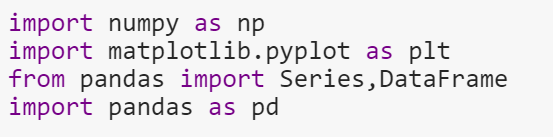 import numpy as np
import matplotlib.pyplot as plt
from pandas import Series,DataFrame
import pandas as pd